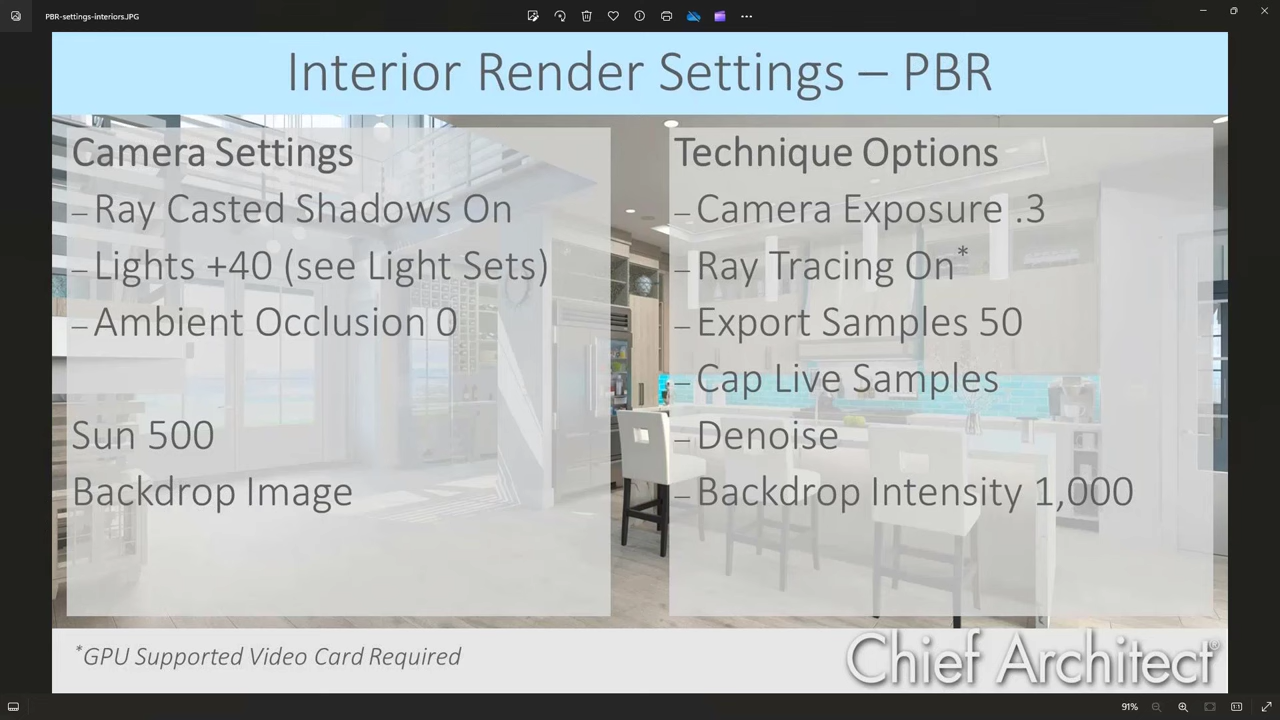 PBR-settings-interiors.JPG
Interior Render Settings – PBR
Camera Settings
– Ray Casted Shadows On
– Lights +40 (see Light Sets)
– Ambient Occlusion 0
Sun 500
Backdrop Image
Technique Options
– Camera Exposure .3
– Ray Tracing On*
– Export Samples 50
– Cap Live Samples
– Denoise
– Backdrop Intensity 1,000
*GPU Supported Video Card Required
Chief Architect®
91%